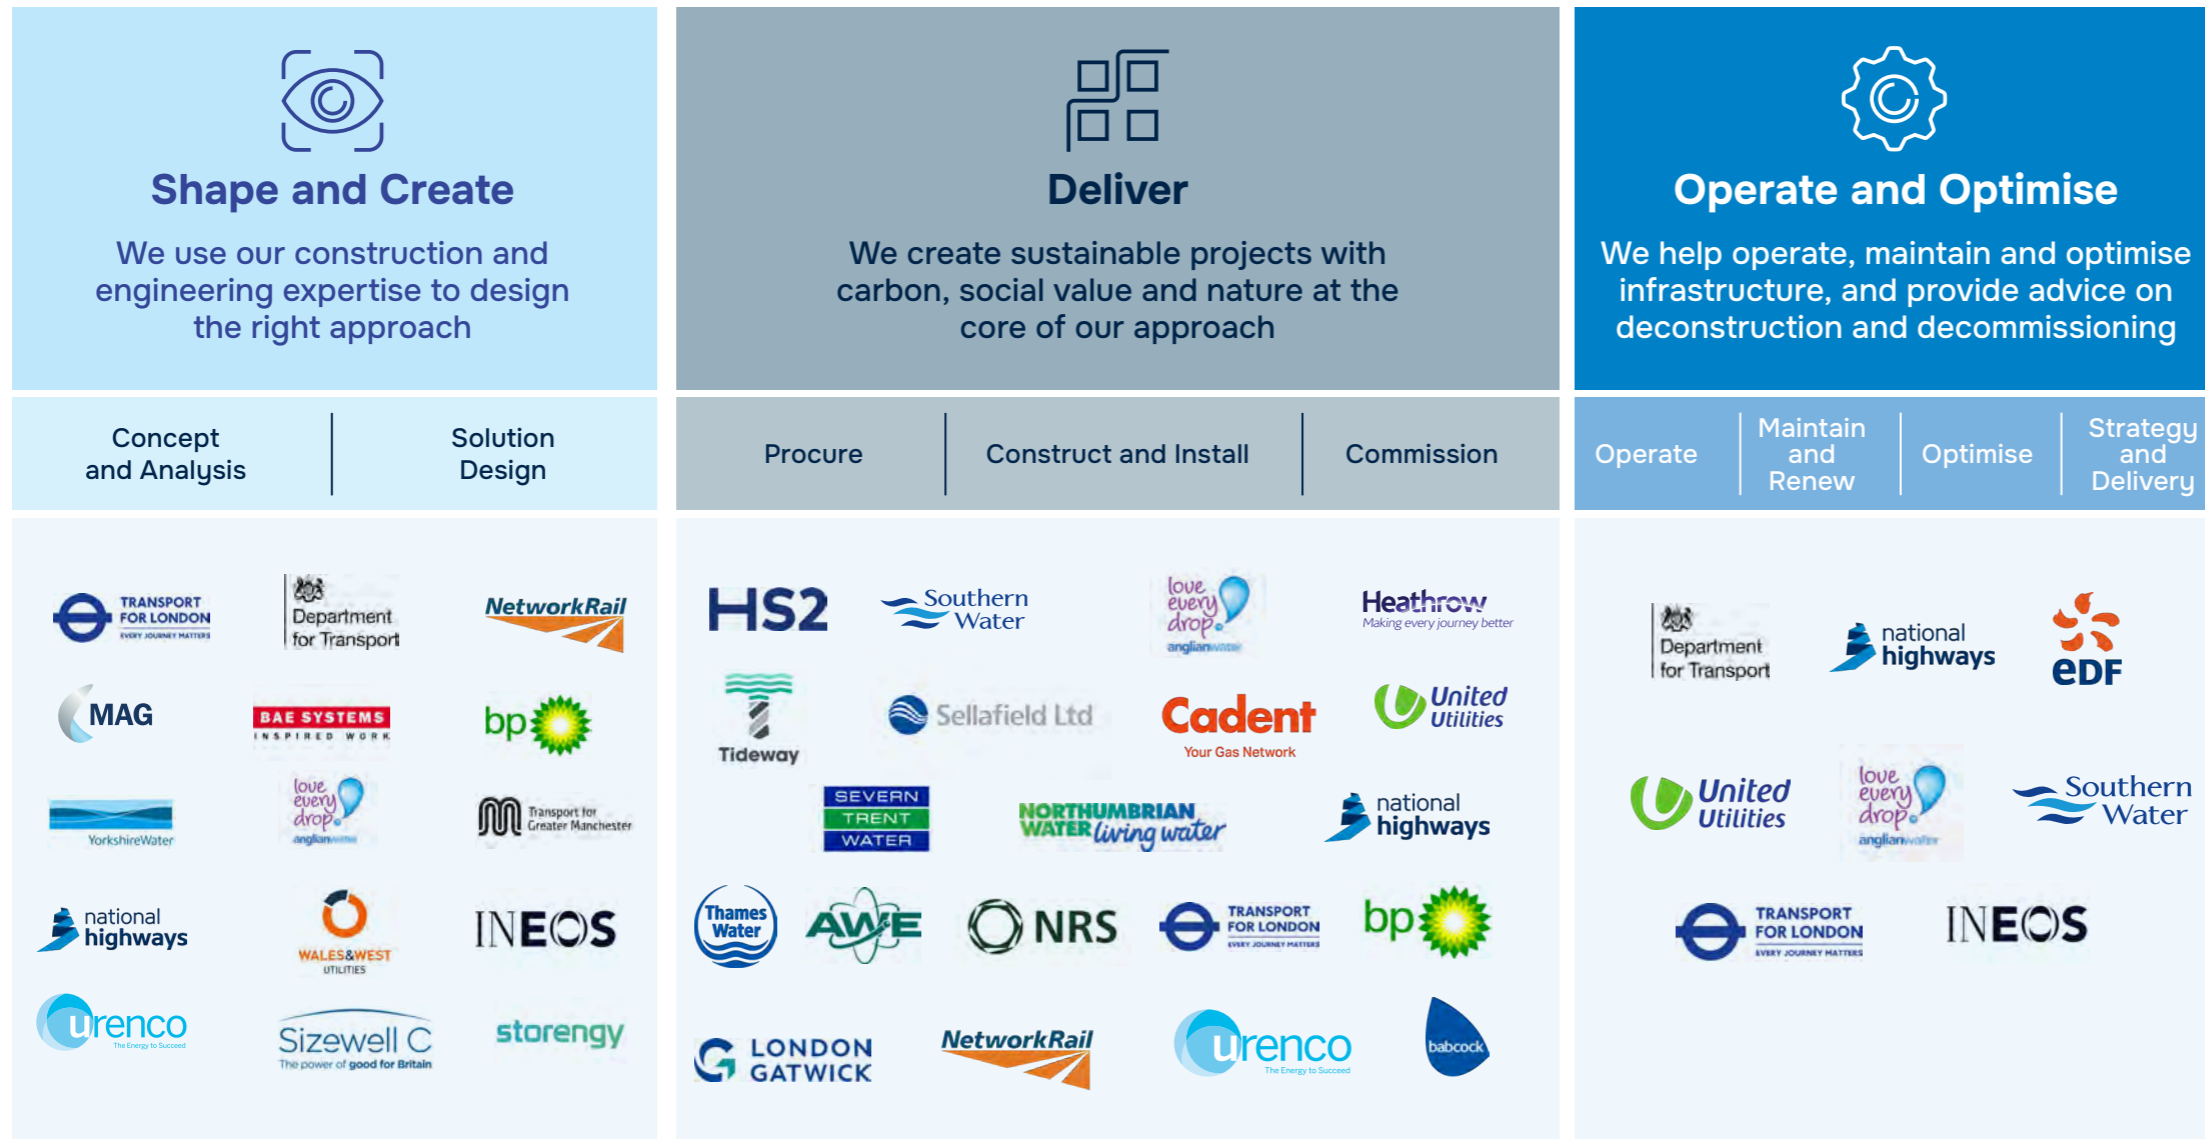 Shape and Create
We use our construction and
engineering expertise to design
the right approach
Concept
and Analysis
Solution
Design
TRANSPORT
FOR LONDON
EVERY JOURNEY MATTERS
Department
for Transport
NetworkRail
MAG
BAE SYSTEMS
INSPIRED WORK
bp
YorkshireWater
love
every
drop
anglianwater
Transport for
Greater Manchester
national
highways
WALES&WEST
UTILITIES
INEOS
urenco
The Energy to Succeed
Sizewell C
The power of good for Britain
storengy
Deliver
We create sustainable projects with
carbon, social value and nature at the
core of our approach
Procure
Construct and Install
Commission
HS2
Southern
Water
love
every
drop
anglianwater
Heathrow
Making every journey better
Tideway
Sellafield Ltd
Cadent
Your Gas Network
United
Utilities
SEVERN
TRENT
WATER
NORTHUMBRIAN
WATER living water
national
highways
Thames
Water
AWE
NRS
TRANSPORT
FOR LONDON
EVERY JOURNEY MATTERS
bp
LONDON
GATWICK
NetworkRail
urenco
The Energy to Succeed
babcock
Operate and Optimise
We help operate, maintain and optimise
infrastructure, and provide advice on
deconstruction and decommissioning
Operate
Maintain
and
Renew
Optimise
Strategy
and
Delivery
Department
for Transport
national
highways
eDF
United
Utilities
love
every
drop
anglianwater
Southern
Water
TRANSPORT
FOR LONDON
EVERY JOURNEY MATTERS
INEOS